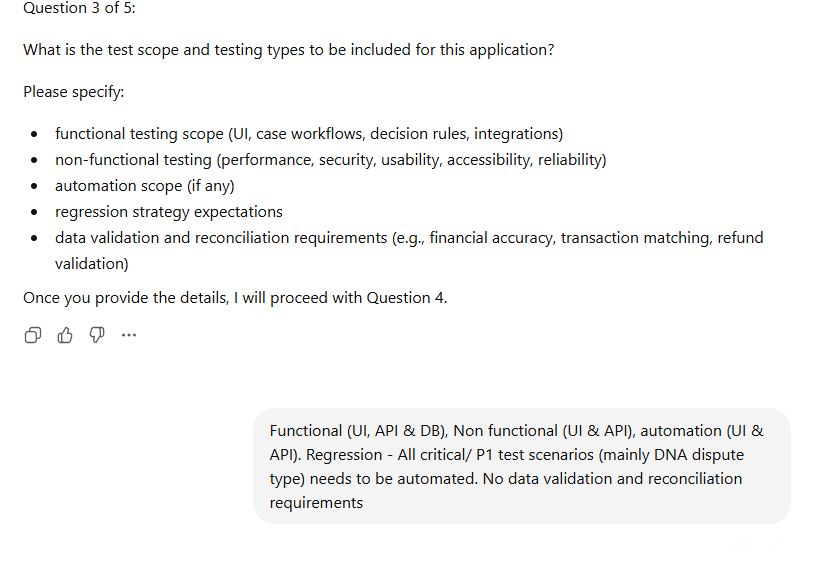 Question 3 of 5:
What is the test scope and testing types to be included for this application?
Please specify:
• functional testing scope (UI, case workflows, decision rules, integrations)
• non-functional testing (performance, security, usability, accessibility, reliability)
• automation scope (if any)
• regression strategy expectations
• data validation and reconciliation requirements (e.g., financial accuracy, transaction matching, refund
validation)
Once you provide the details, I will proceed with Question 4.
Functional (UI, API & DB), Non functional (UI & API), automation (UI &
API). Regression - All critical/ P1 test scenarios (mainly DNA dispute
type) needs to be automated. No data validation and reconciliation
requirements